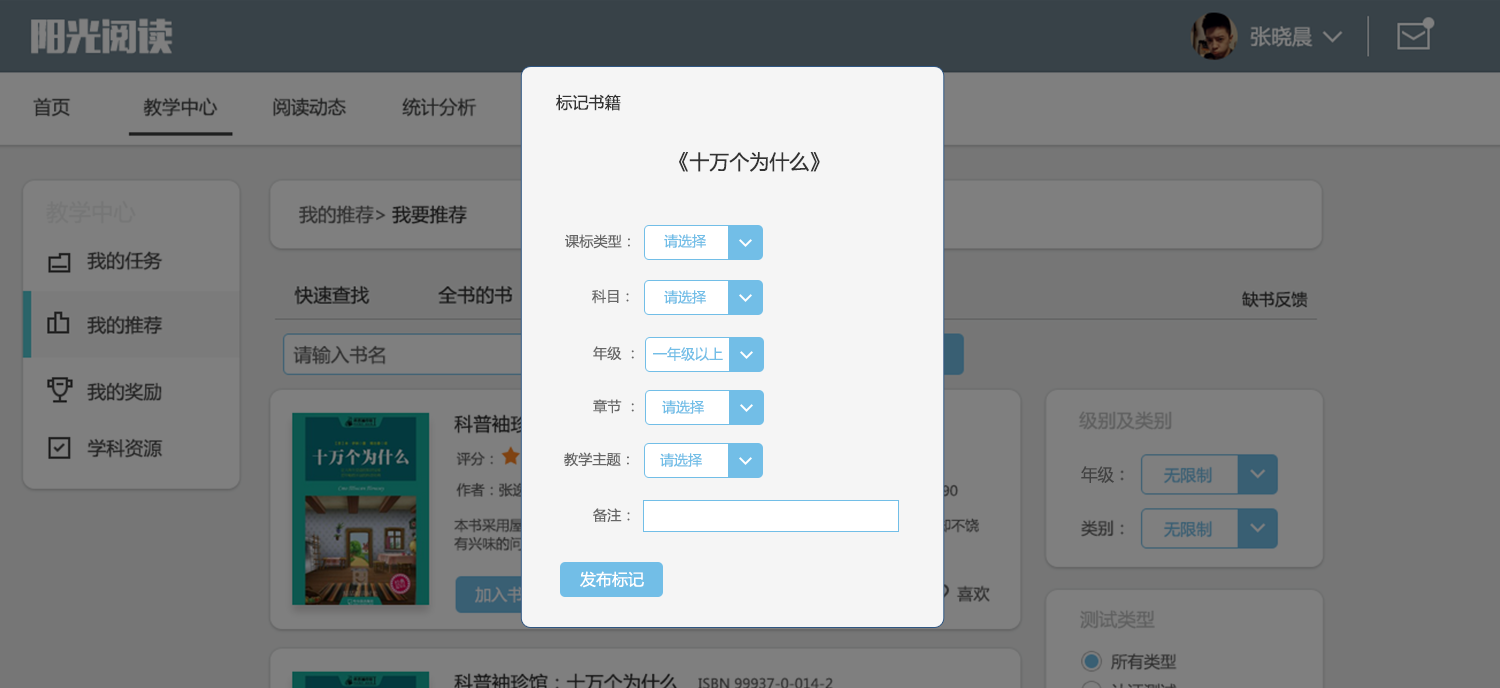 阳光阅读
张晓晨
首页 教学中心 阅读动态 统计分析
标记书籍
《十万个为什么》
课标类型： 请选择
科目： 请选择
年级 ： 一年级以上
章节 ： 请选择
教学主题： 请选择
备注：
发布标记
教学中心
我的任务
我的推荐
我的奖励
学科资源
我的推荐> 我要推荐
快速查找 全书的书
缺书反馈
请输入书名
十万个为什么
科普袖珍
评分：
作者：张
90
本书采用屋
不饶
有兴味的问
加入书
喜欢
级别及类别
年级： 无限制
类别： 无限制
测试类型
所有类型
科普袖珍馆：十万个为什么 ISBN 99937-0-014-2